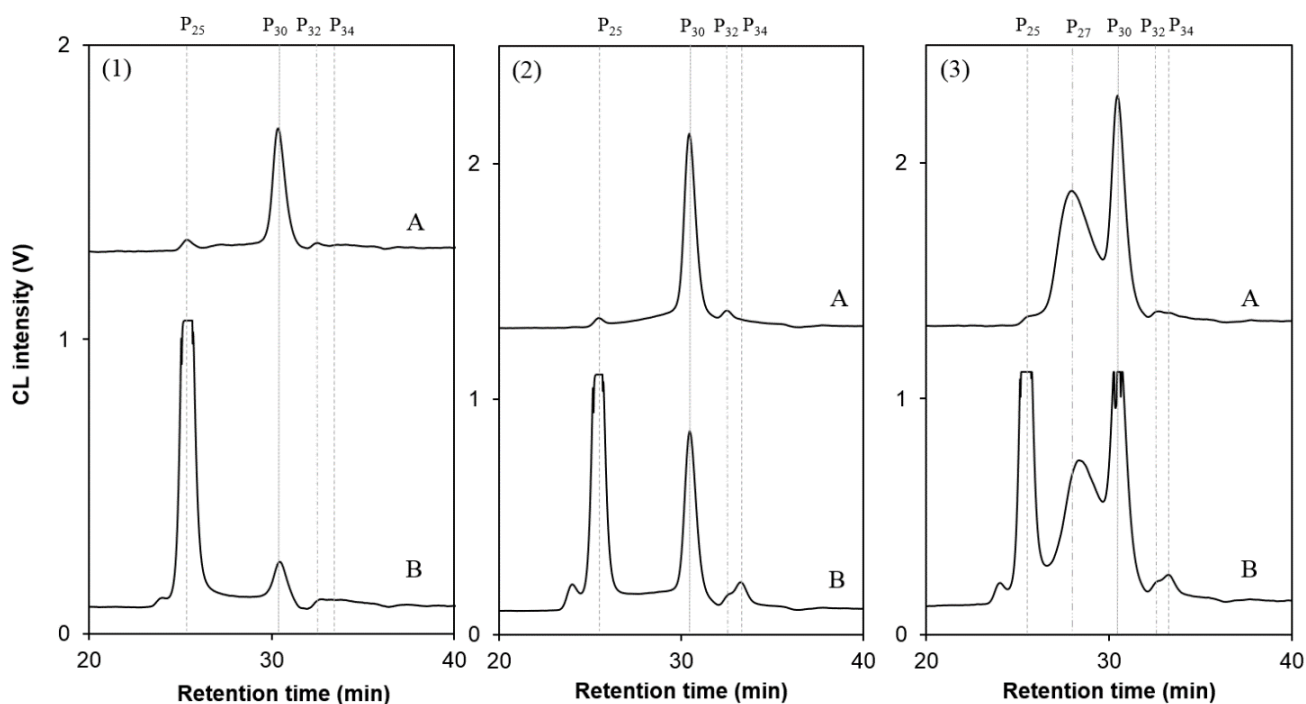 P25 P30 P32 P34
P25 P30 P32 P34
P25 P27 P30 P32 P34
(1)
(2)
(3)
CL intensity (V)
2
1
0
A
B
20 30 40
Retention time (min)
2
1
0
A
B
20 30 40
Retention time (min)
2
1
0
A
B
20 30 40
Retention time (min)